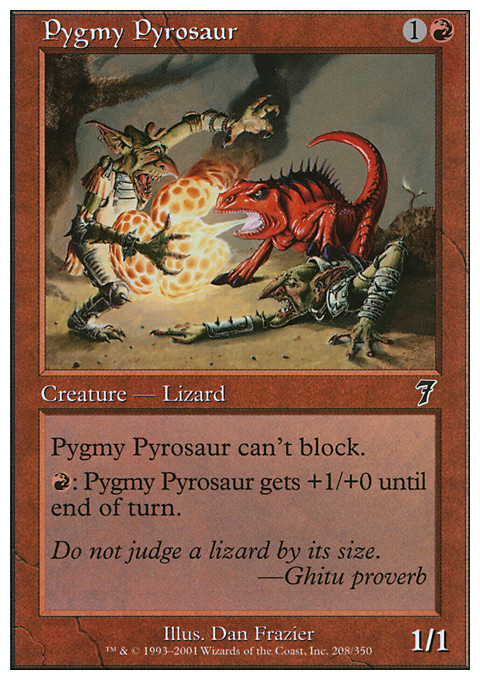 Pygmy Pyrosaur 1
Creature — Lizard 7
Pygmy Pyrosaur can't block.
: Pygmy Pyrosaur gets +1/+0 until
end of turn.
Do not judge a lizard by its size.
—Ghitu proverb
Illus. Dan Frazier
™ & © 1993–2001 Wizards of the Coast, Inc. 208/350
1/1